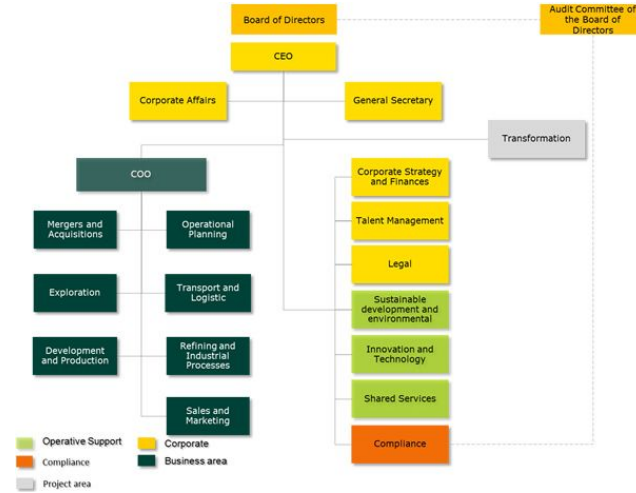 Board of Directors
Audit Committee of
the Board of
Directors
CEO
Corporate Affairs
General Secretary
Transformation
COO
Corporate Strategy
and Finances
Mergers and
Acquisitions
Operational
Planning
Talent Management
Legal
Exploration
Transport and
Logistic
Sustainable
development and
environmental
Development
and Production
Refining and
Industrial
Processes
Innovation and
Technology
Shared Services
Sales and
Marketing
Compliance
Operative Support
Corporate
Compliance
Business area
Project area